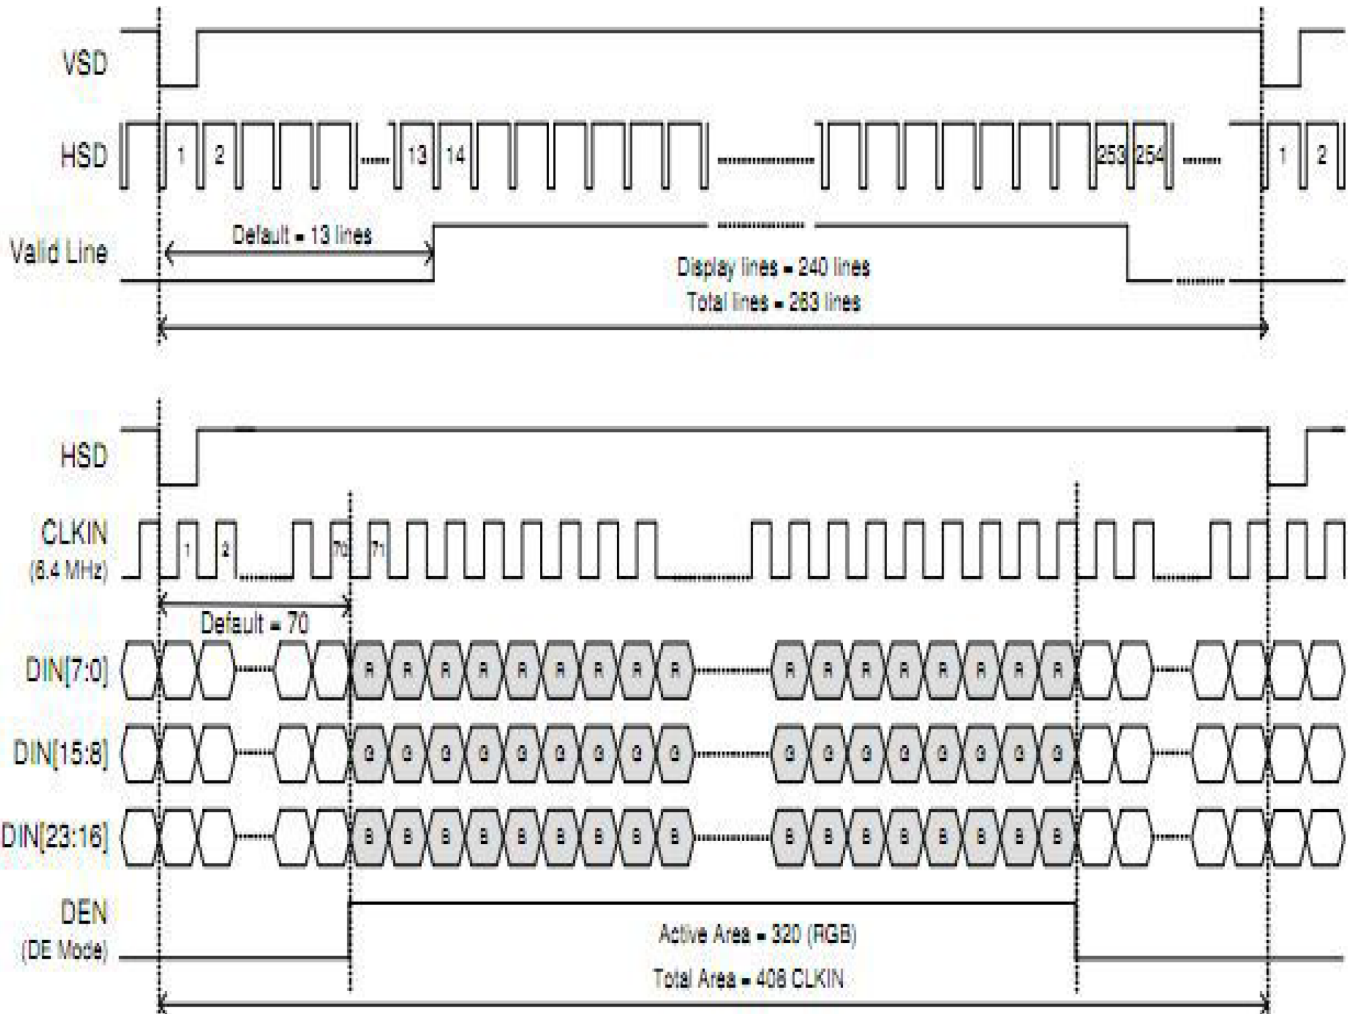 VSD
HSD 1 2 ...... 13 14 .................. 253 254 ....... 1 2
Valid Line
Default = 13 lines
Display lines = 240 lines
Total lines = 263 lines
HSD
CLKIN 1 2 70 71
(6.4 MHz)
Default = 70
DIN[7:0] R R R R R R R R R R R R R R R R R
DIN[15:8] G G G G G G G G G G G G G G G G G
DIN[23:16] B B B B B B B B B B B B B B B B B
DEN
(DE Mode)
Active Area = 320 (RGB)
Total Area = 408 CLKIN